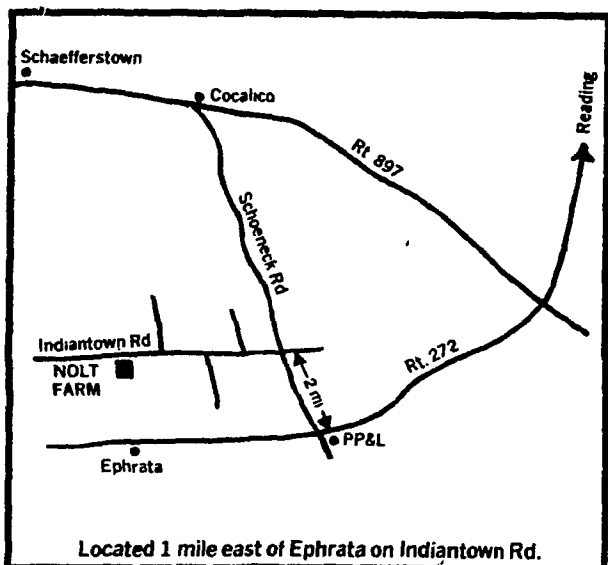 Schaefferstown
Cocalico
Reading
Rt 897
Schoeneck Rd
Indiantown Rd
Rt. 272
NOLT
FARM
2 mi
PP&L
Ephrata
Located 1 mile east of Ephrata on Indiantown Rd.